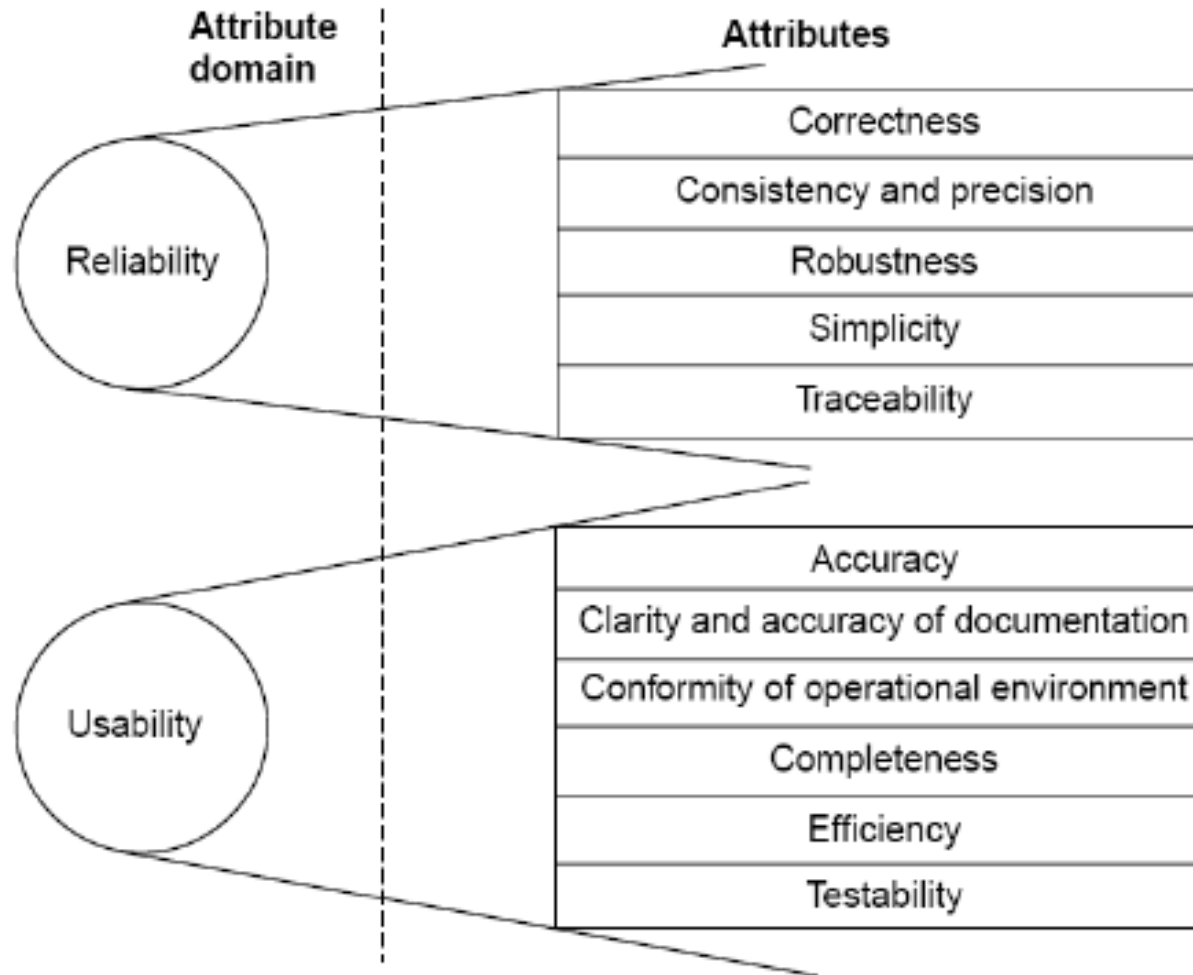 Attribute
domain
Attributes
Correctness
Consistency and precision
Reliability
Robustness
Simplicity
Traceability
Accuracy
Clarity and accuracy of documentation
Conformity of operational environment
Usability
Completeness
Efficiency
Testability